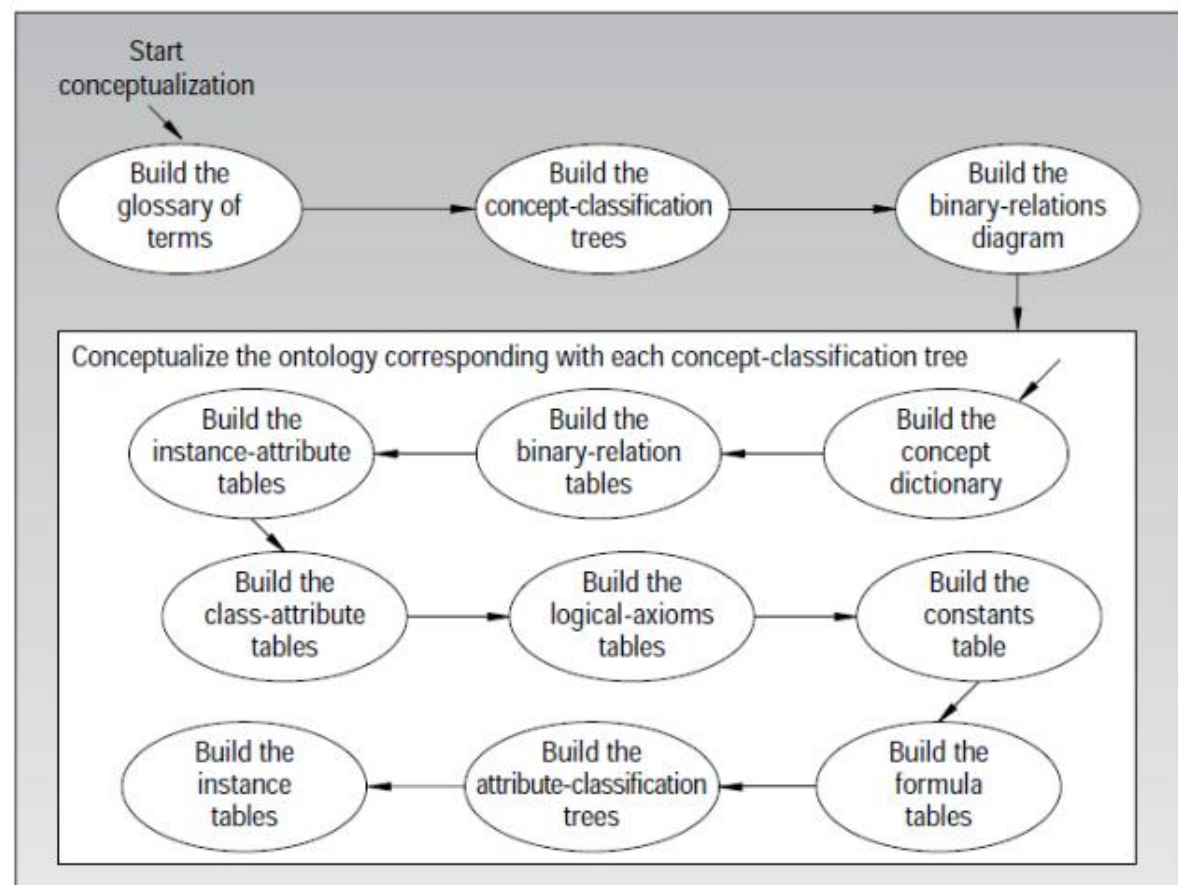 Start
conceptualization
Build the
glossary of
terms
Build the
concept-classification
trees
Build the
binary-relations
diagram
Conceptualize the ontology corresponding with each concept-classification tree
Build the
instance-attribute
tables
Build the
binary-relation
tables
Build the
concept
dictionary
Build the
class-attribute
tables
Build the
logical-axioms
tables
Build the
constants
table
Build the
instance
tables
Build the
attribute-classification
trees
Build the
formula
tables